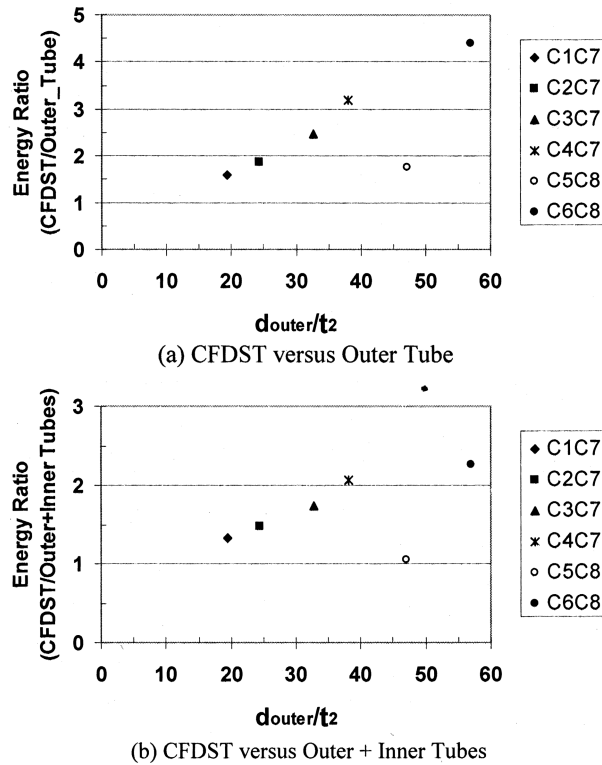 Energy Ratio
(CFDST/Outer_Tube)
5
4
3
2
1
0
0 10 20 30 40 50 60
douter/t2
C1C7
C2C7
C3C7
C4C7
C5C8
C6C8
(a) CFDST versus Outer Tube
Energy Ratio
(CFDST/Outer+Inner Tubes)
3
2
1
0
0 10 20 30 40 50 60
douter/t2
C1C7
C2C7
C3C7
C4C7
C5C8
C6C8
(b) CFDST versus Outer + Inner Tubes